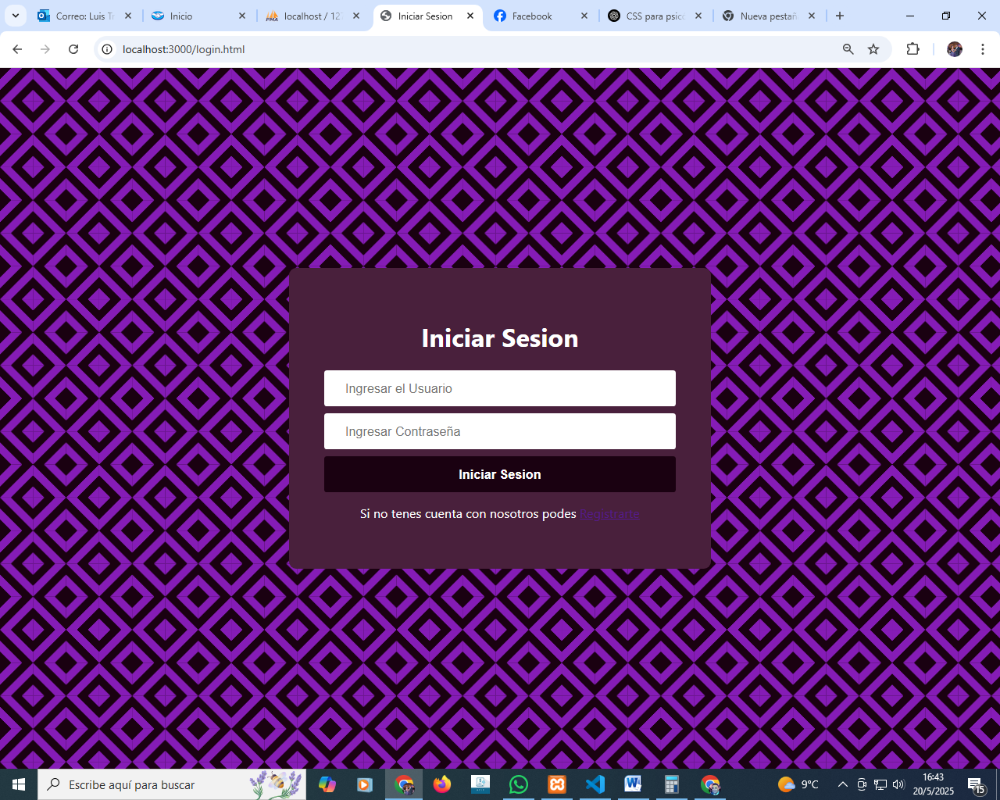 Correo: Luis Tr
Inicio
localhost / 127
Iniciar Sesion
Facebook
CSS para psicó
Nueva pestañ
localhost:3000/login.html
Iniciar Sesion
Ingresar el Usuario
Ingresar Contraseña
Iniciar Sesion
Si no tenes cuenta con nosotros podes Registrarte
Escribe aquí para buscar
9°C
16:43
20/5/2025
15